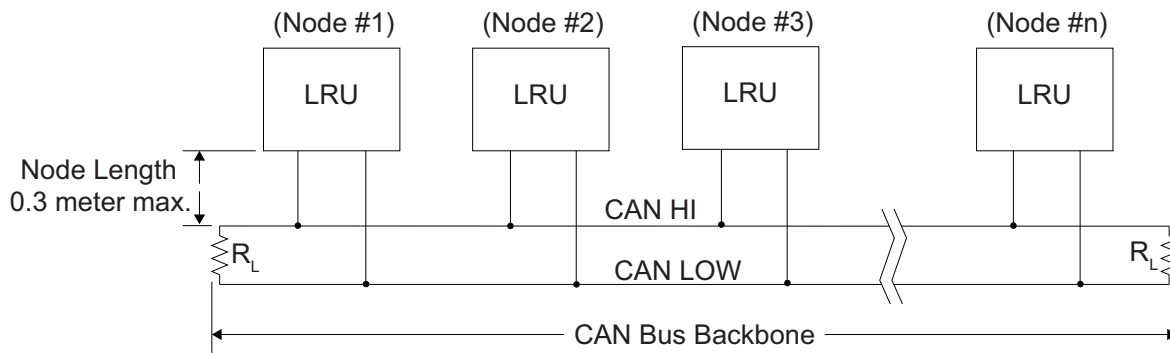 (Node #1) (Node #2) (Node #3) (Node #n)
LRU LRU LRU LRU
Node Length
0.3 meter max.
CAN HI
RL RL
CAN LOW
CAN Bus Backbone